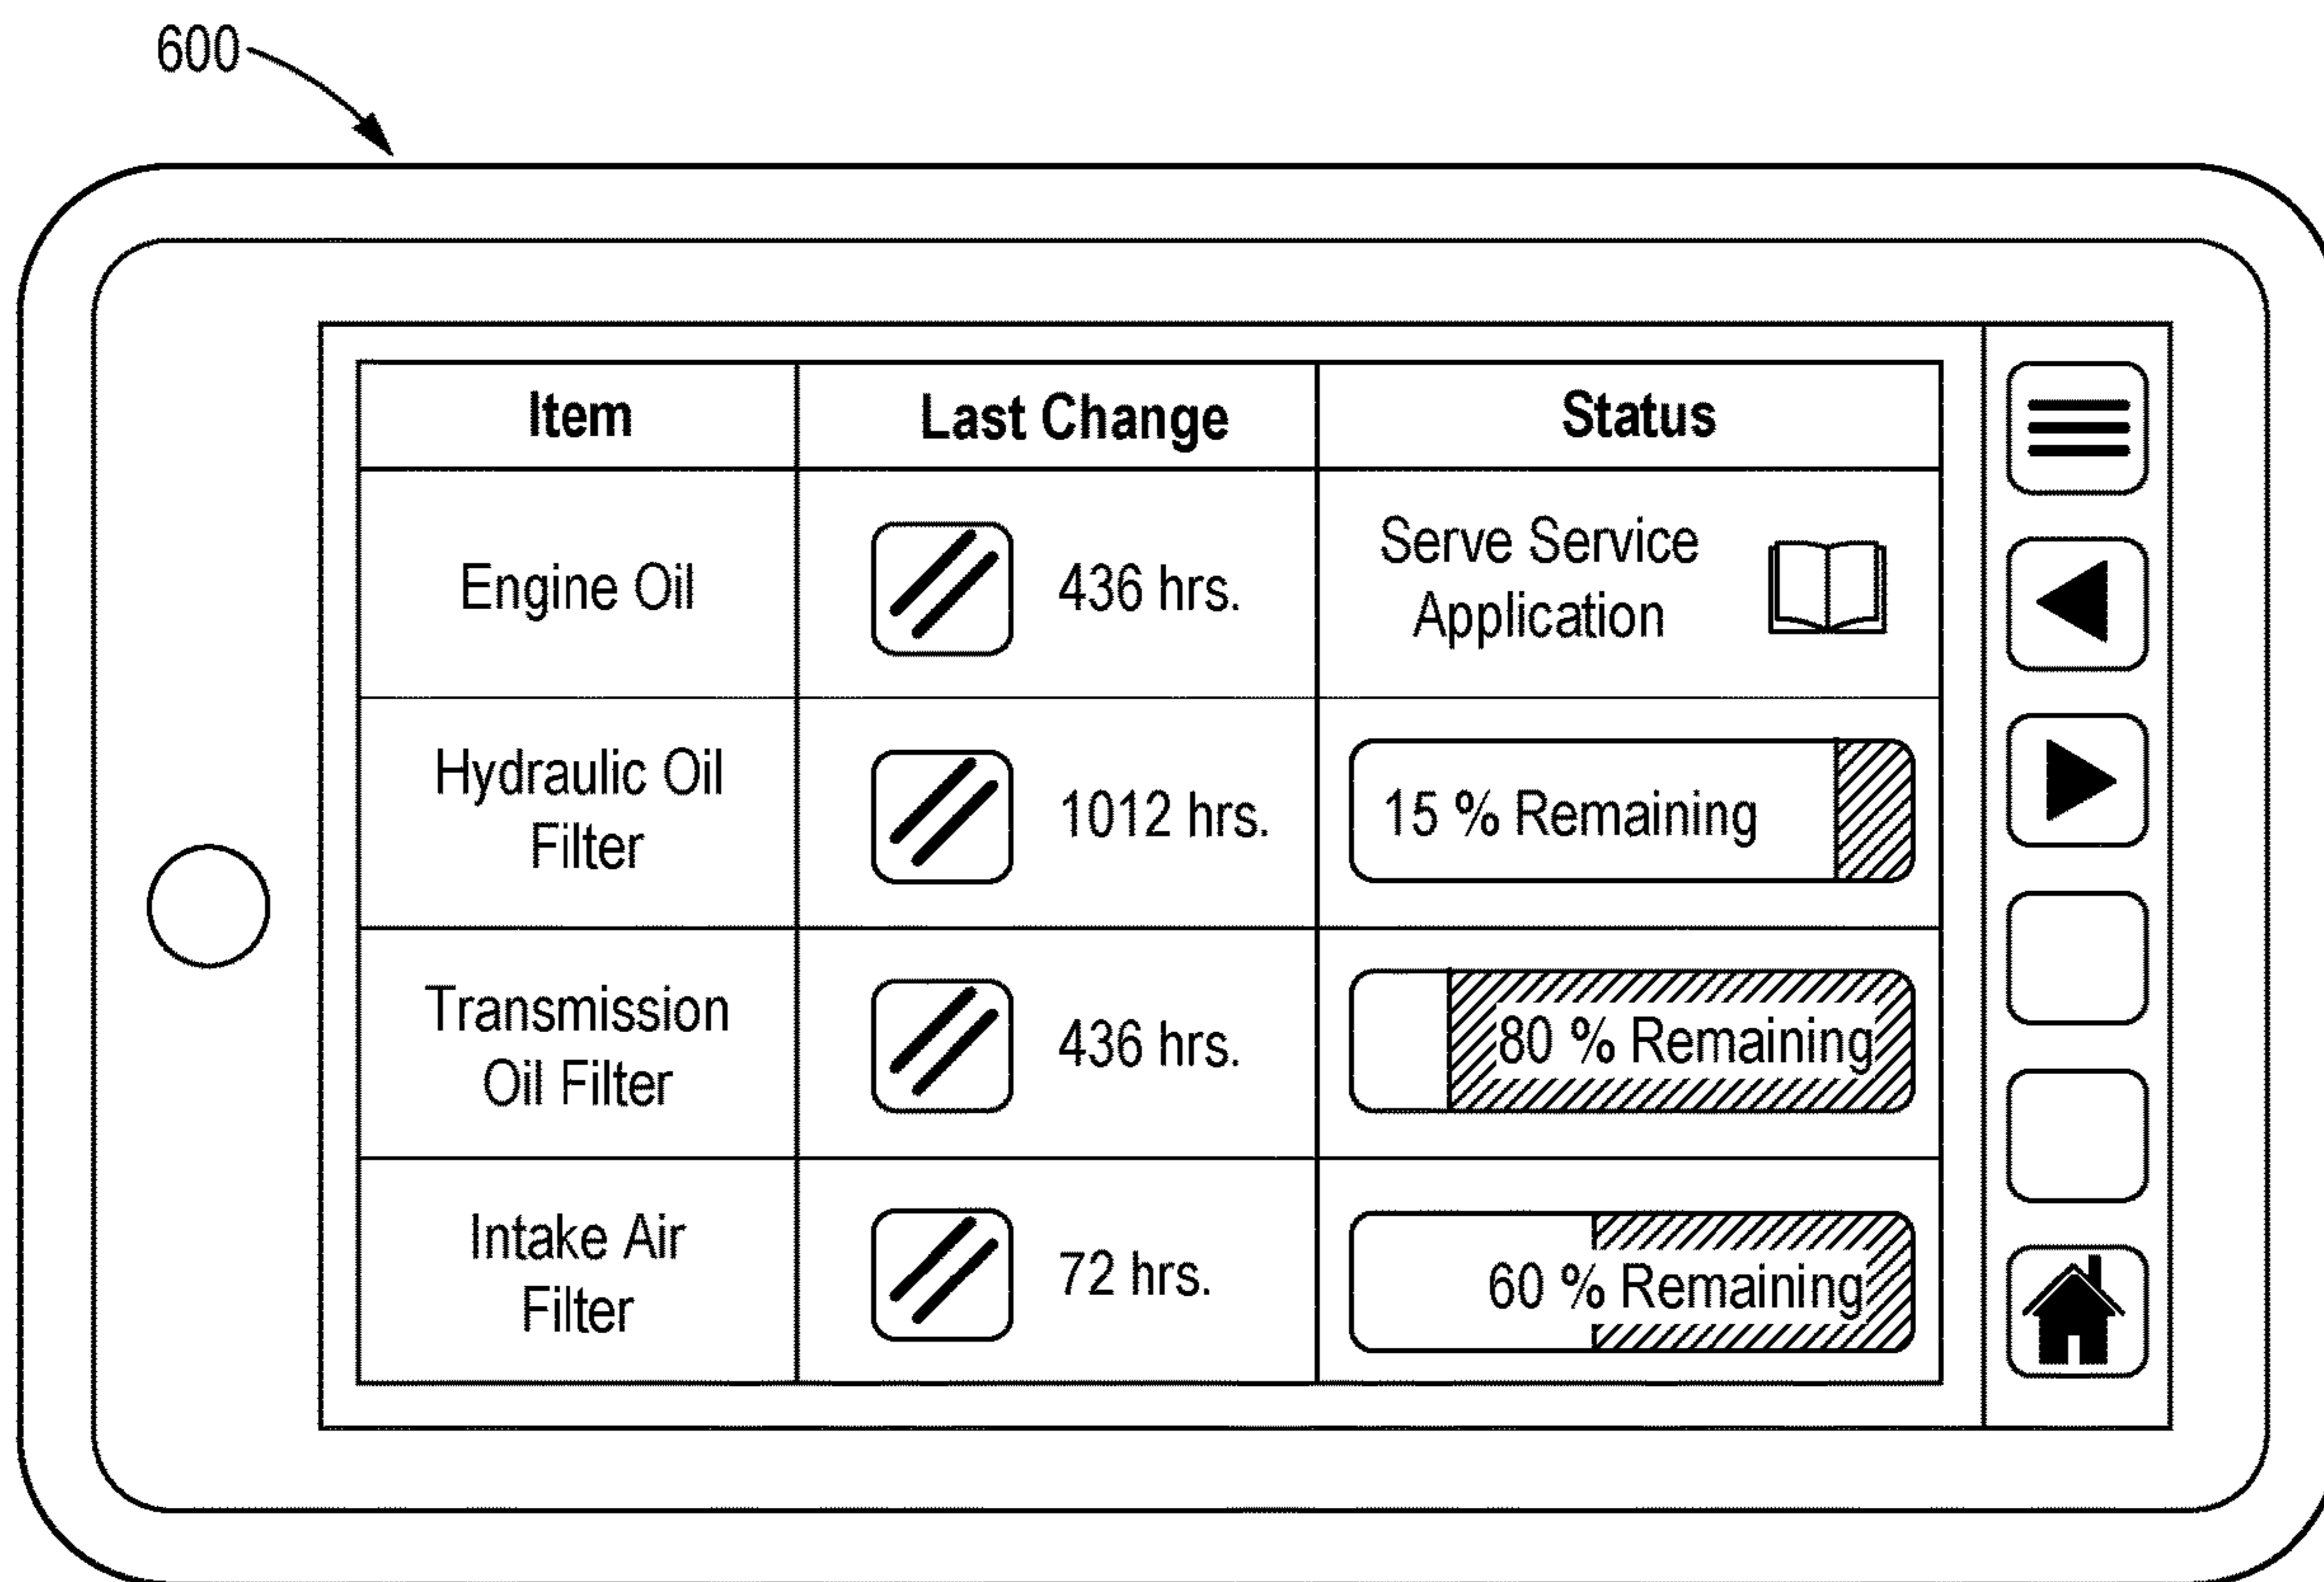 600
Item
Last Change
Status
Engine Oil
436 hrs.
Serve Service
Application
Hydraulic Oil
Filter
1012 hrs.
15 % Remaining
Transmission
Oil Filter
436 hrs.
80 % Remaining
Intake Air
Filter
72 hrs.
60 % Remaining